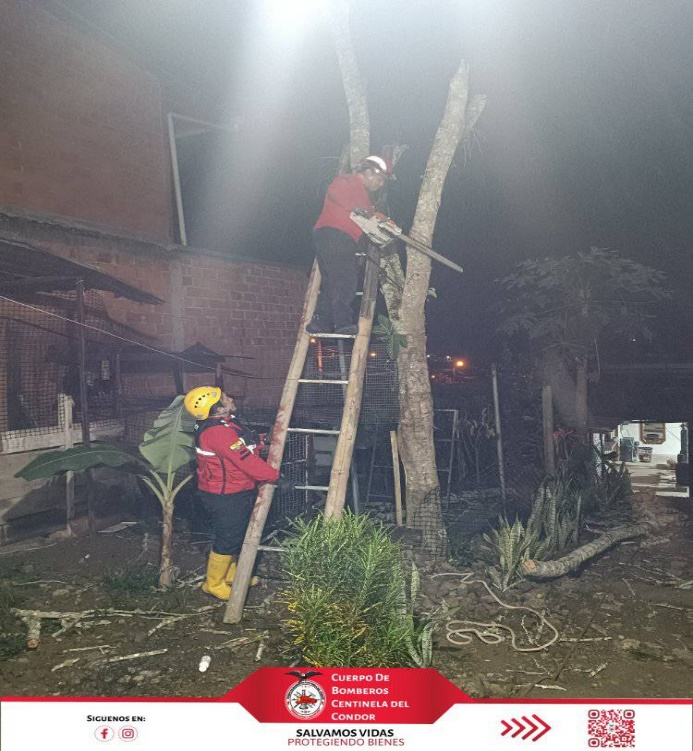 CUERPO DE
BOMBEROS
CENTINELA DEL
CONDOR
SIGUENOS EN:
SALVAMOS VIDAS
PROTEGIENDO BIENES